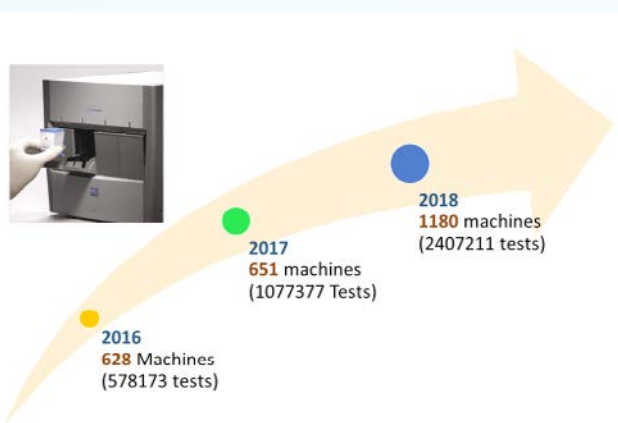 2016
628 Machines
(578173 tests)
2017
651 machines
(1077377 Tests)
2018
1180 machines
(2407211 tests)